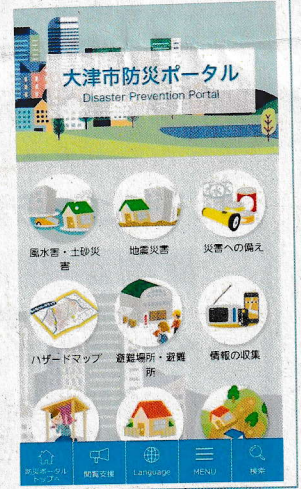 大津市防災ポータル
Disaster Prevention Portal
風水害・土砂災
害
地震災害
災害への備え
ハザードマップ
避難場所・避難
所
情報の収集
防災ポータル
トップへ
閲覧支援
Language
MENU
検索